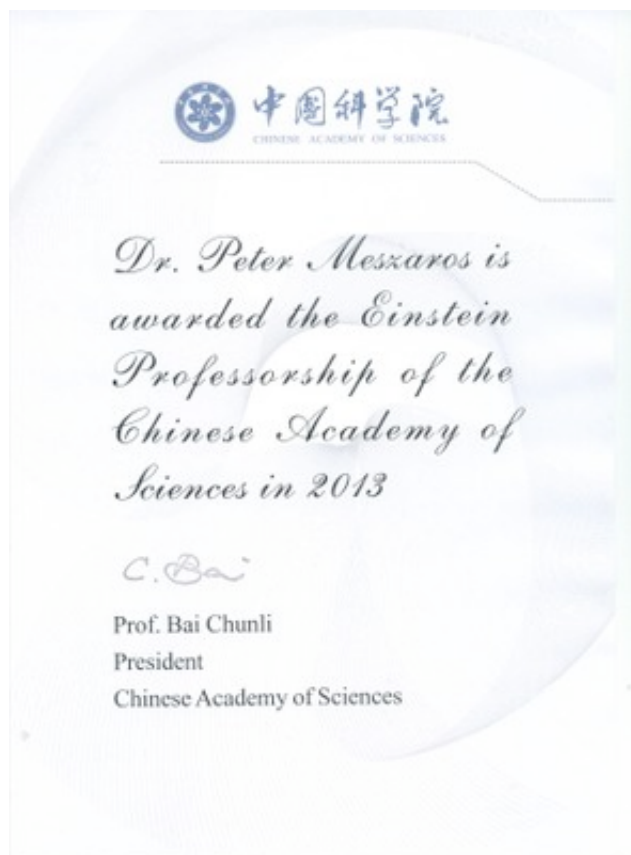 中国科学院
CHINESE ACADEMY OF SCIENCES
Dr. Peter Meszaros is
awarded the Einstein
Professorship of the
Chinese Academy of
Sciences in 2013
C. Bai
Prof. Bai Chunli
President
Chinese Academy of Sciences